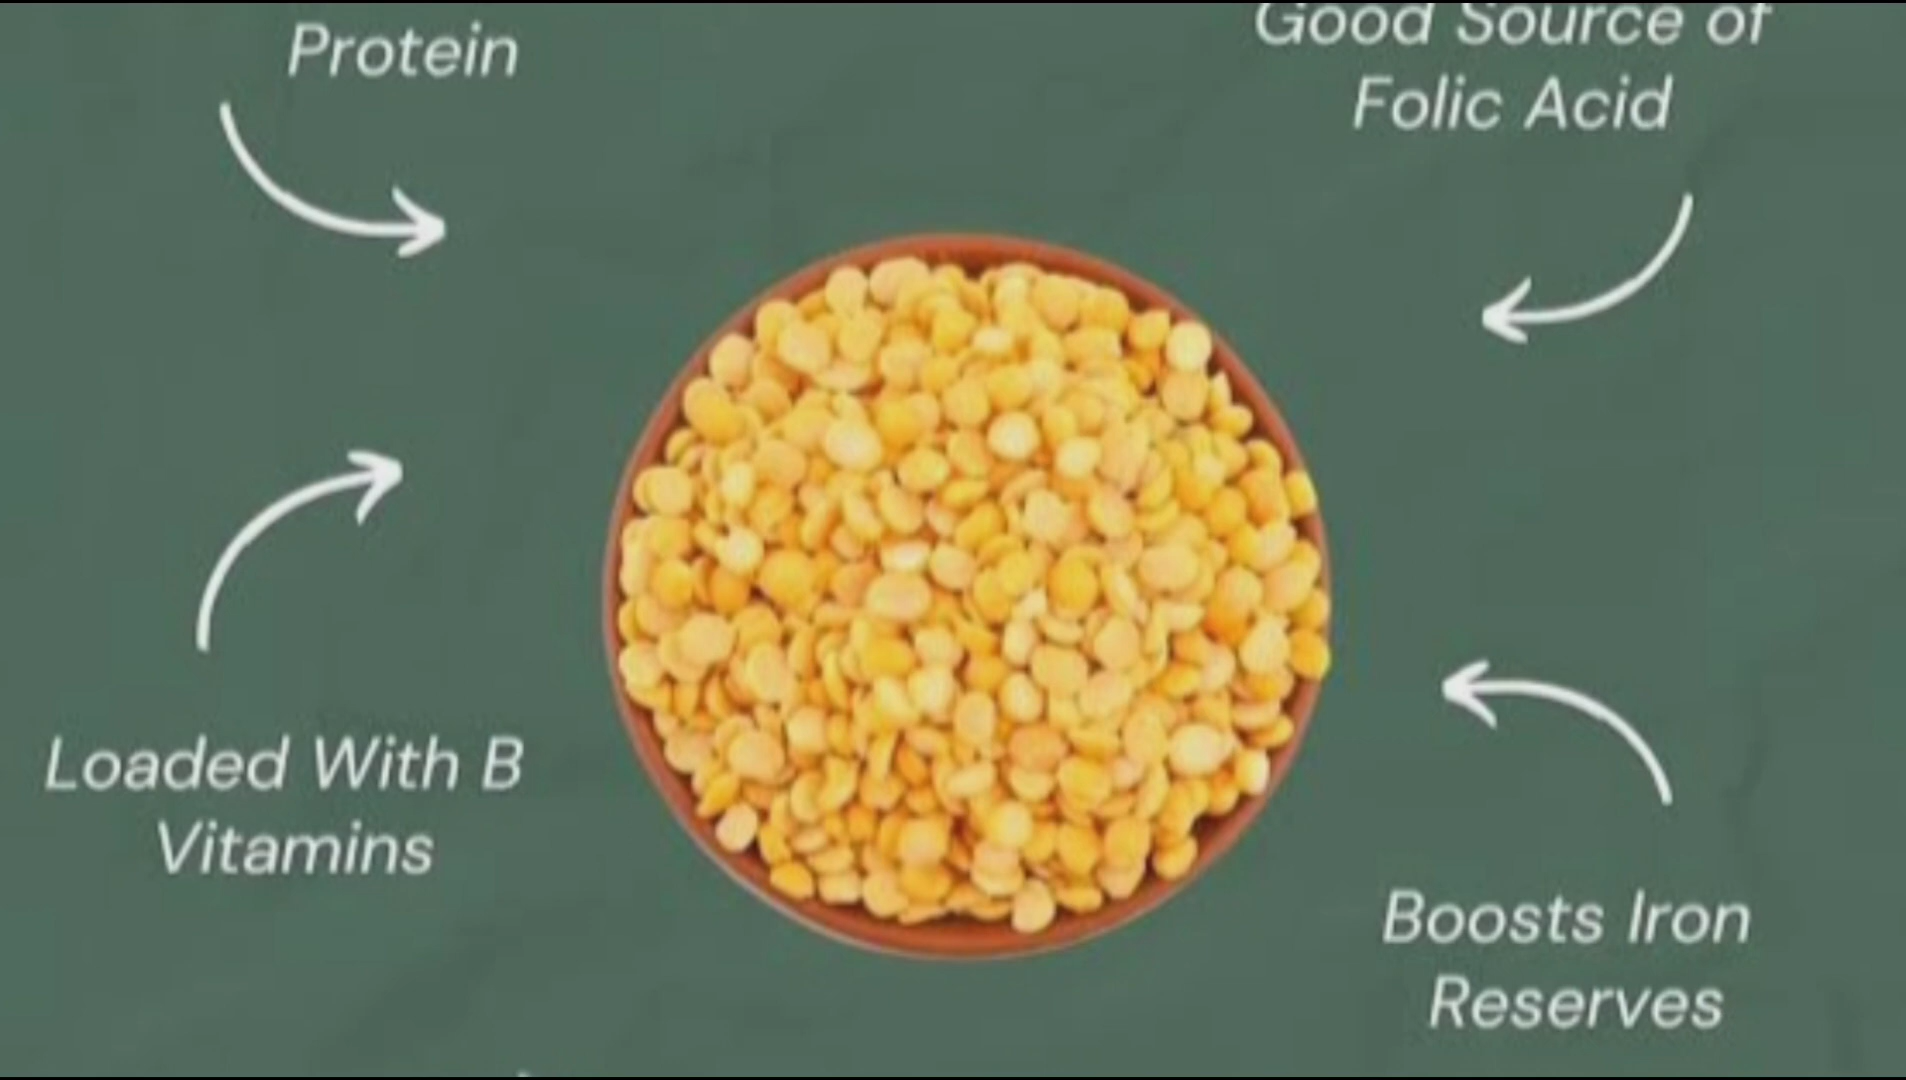 Protein
Good Source of
Folic Acid
Loaded With B
Vitamins
Boosts Iron
Reserves